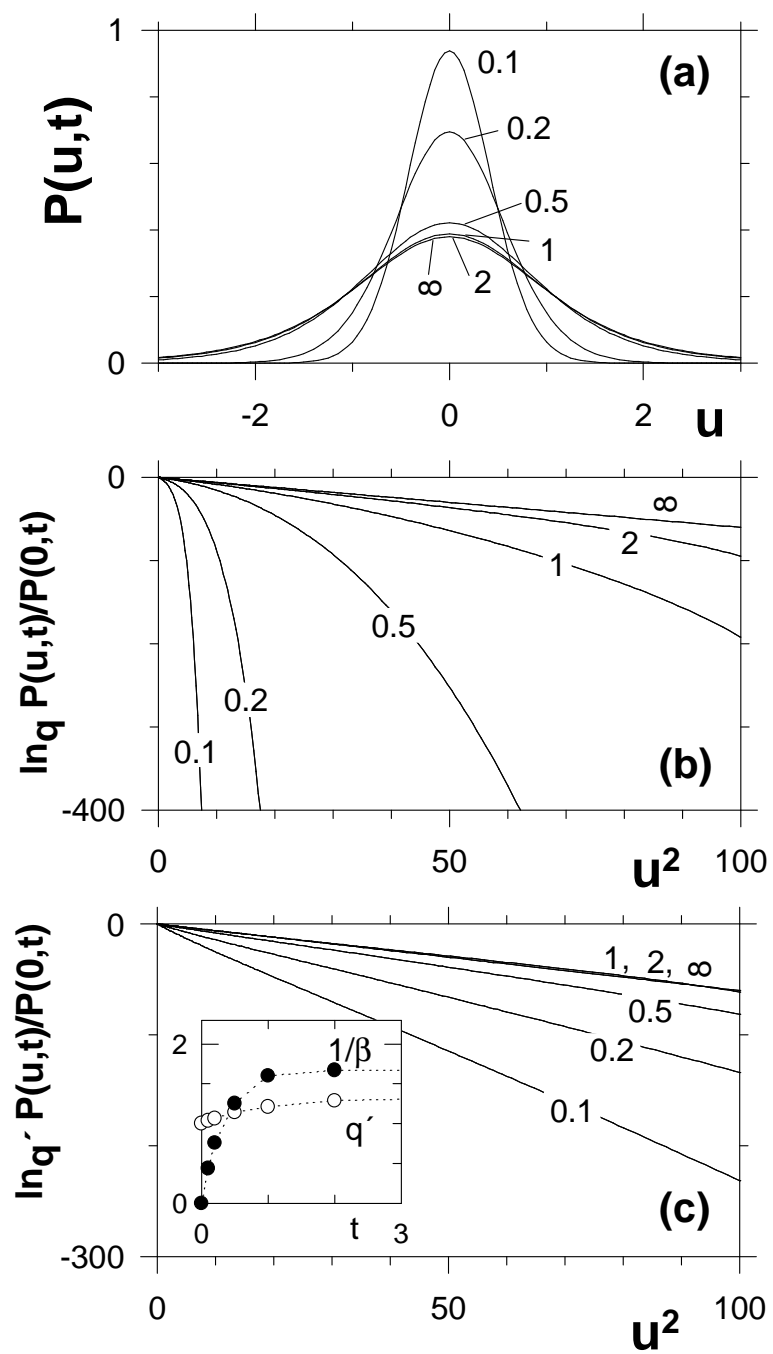 1
(a)
P(u,t)
0.1
0.2
0.5
1
∞ 2
0
-2 0 2 u
0
∞
2
1
ln_q P(u,t)/P(0,t)
0.5
0.2
0.1
(b)
-400
0 50 u² 100
0
1, 2, ∞
0.5
0.2
0.1
ln_q´ P(u,t)/P(0,t)
2
1/β
q´
0
0 t 3
(c)
-300
0 50 u² 100